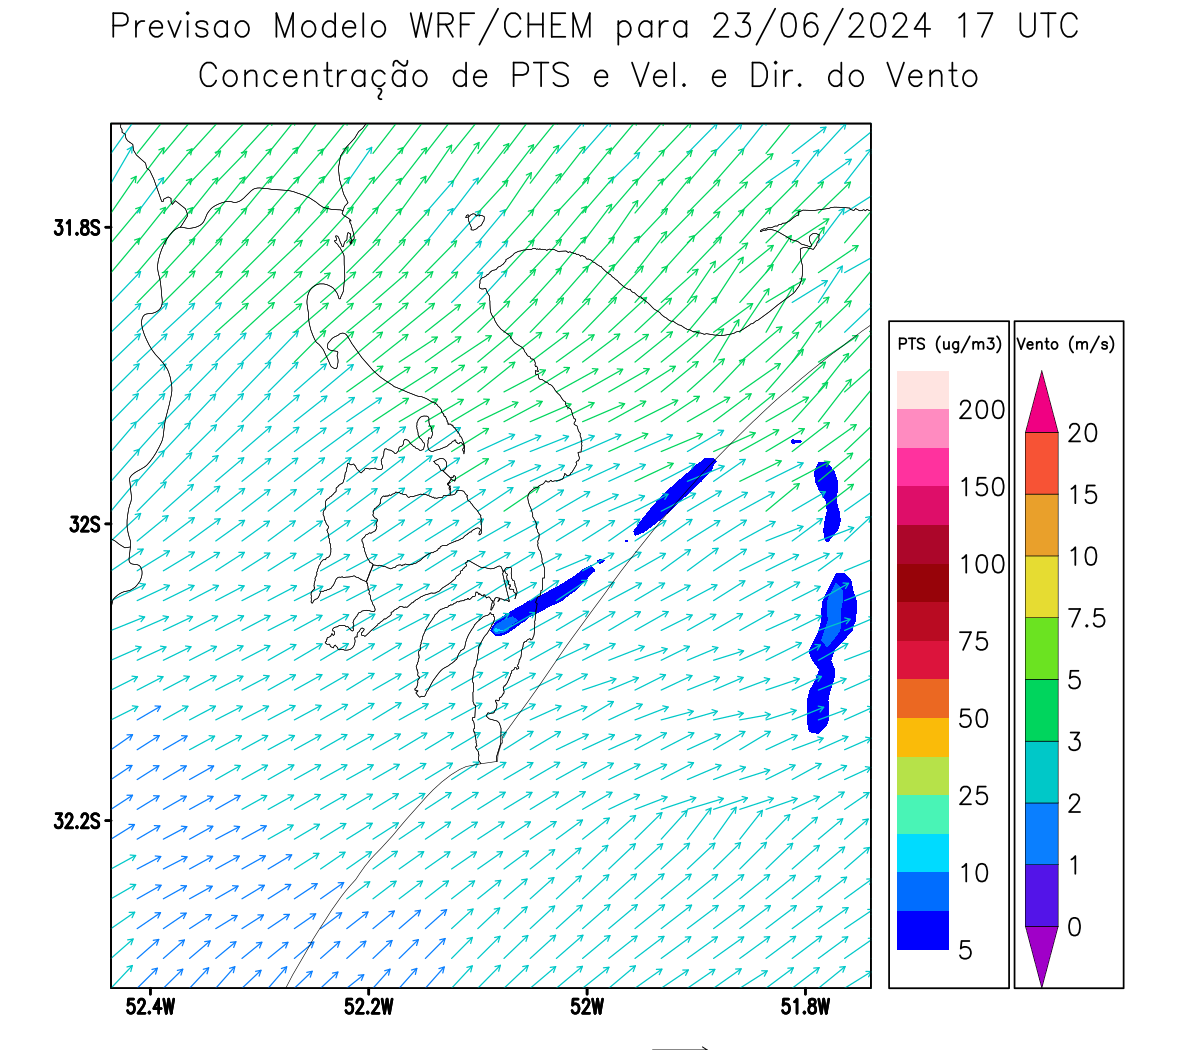 Previsao Modelo WRF/CHEM para 23/06/2024 17 UTC
Concentração de PTS e Vel. e Dir. do Vento
31.8S
32S
32.2S
52.4W 52.2W 52W 51.8W
PTS (ug/m3)
200
150
100
75
50
25
10
5
Vento (m/s)
20
15
10
7.5
5
3
2
1
0